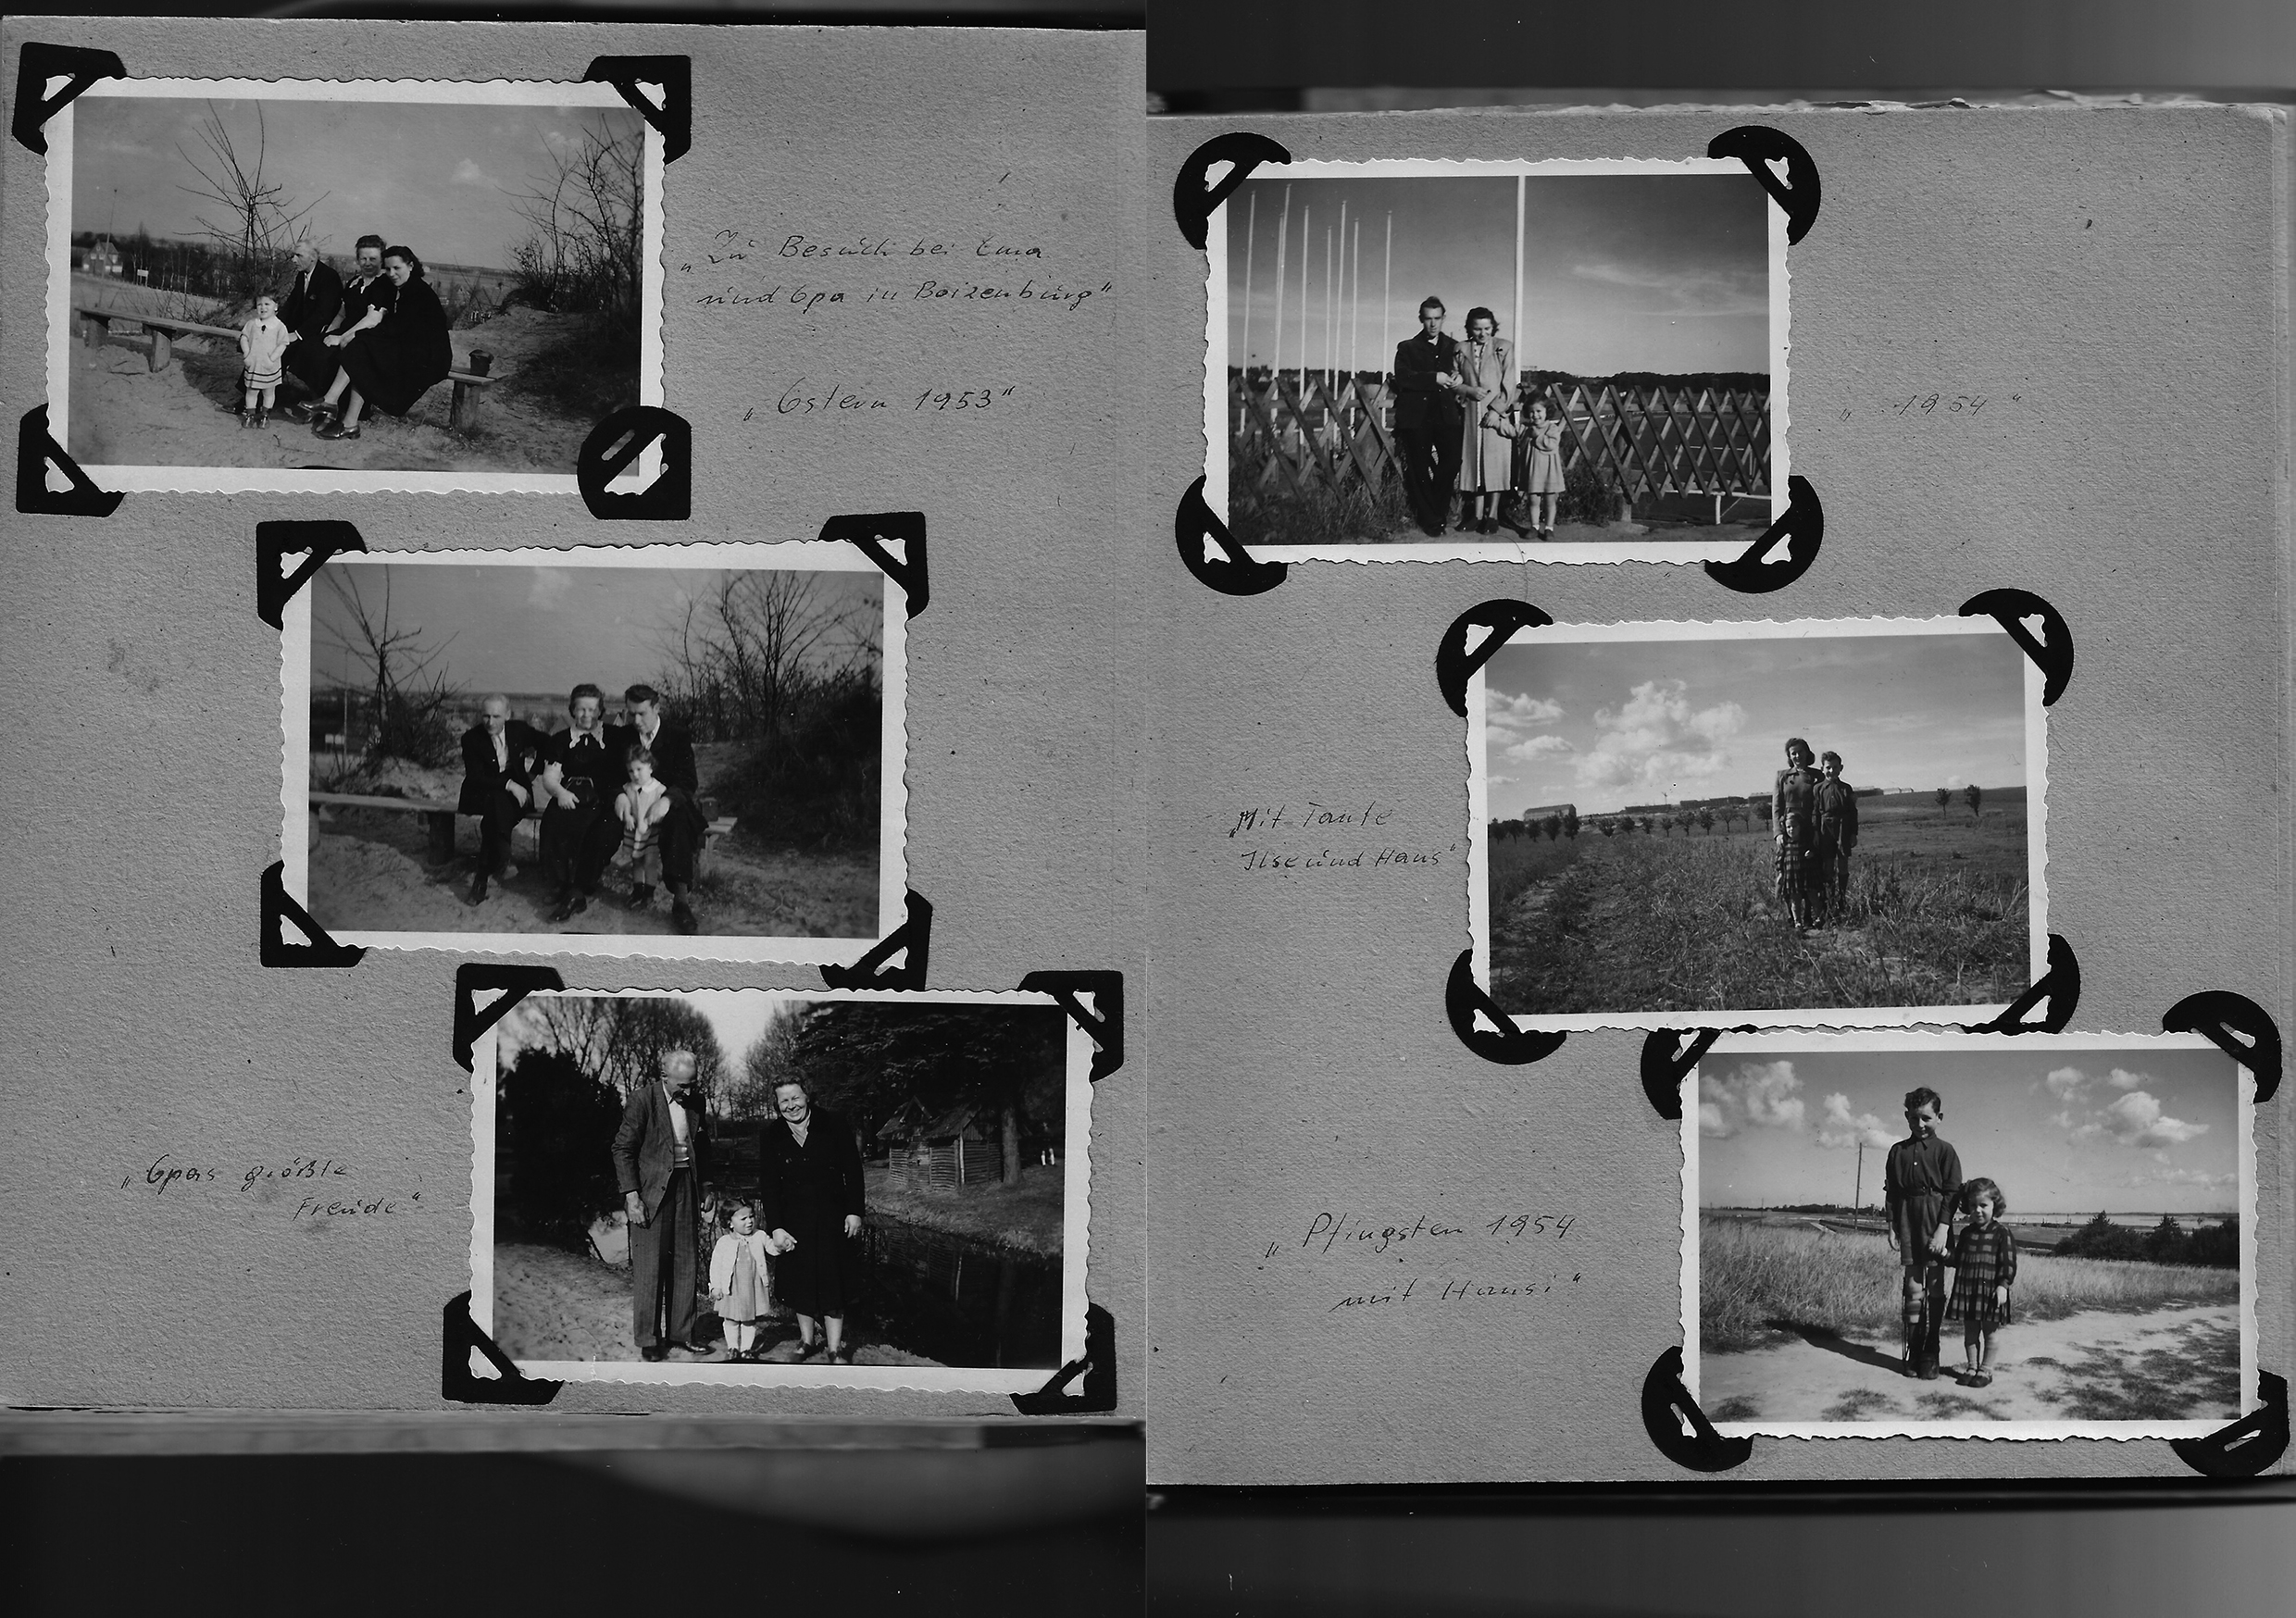 „Zu Besuch bei Oma
und Opa in Boizenburg“
„Ostern 1953“
„Opas größte
Freude“
„1954“
„Mit Tante
Ilse und Hans“
„Pfingsten 1954
mit Hansi“